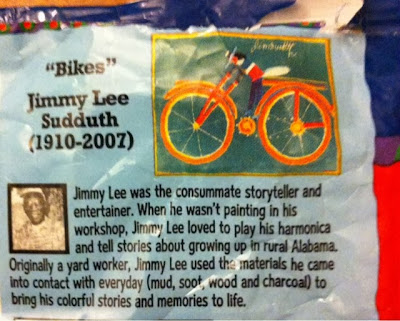 "Bikes"
Jimmy Lee
Sudduth
(1910-2007)
Jimmy Lee was the consummate storyteller and
entertainer. When he wasn't painting in his
workshop, Jimmy Lee loved to play his harmonica
and tell stories about growing up in rural Alabama.
Originally a yard worker, Jimmy Lee used the materials he came
into contact with everyday (mud, soot, wood and charcoal) to
bring his colorful stories and memories to life.